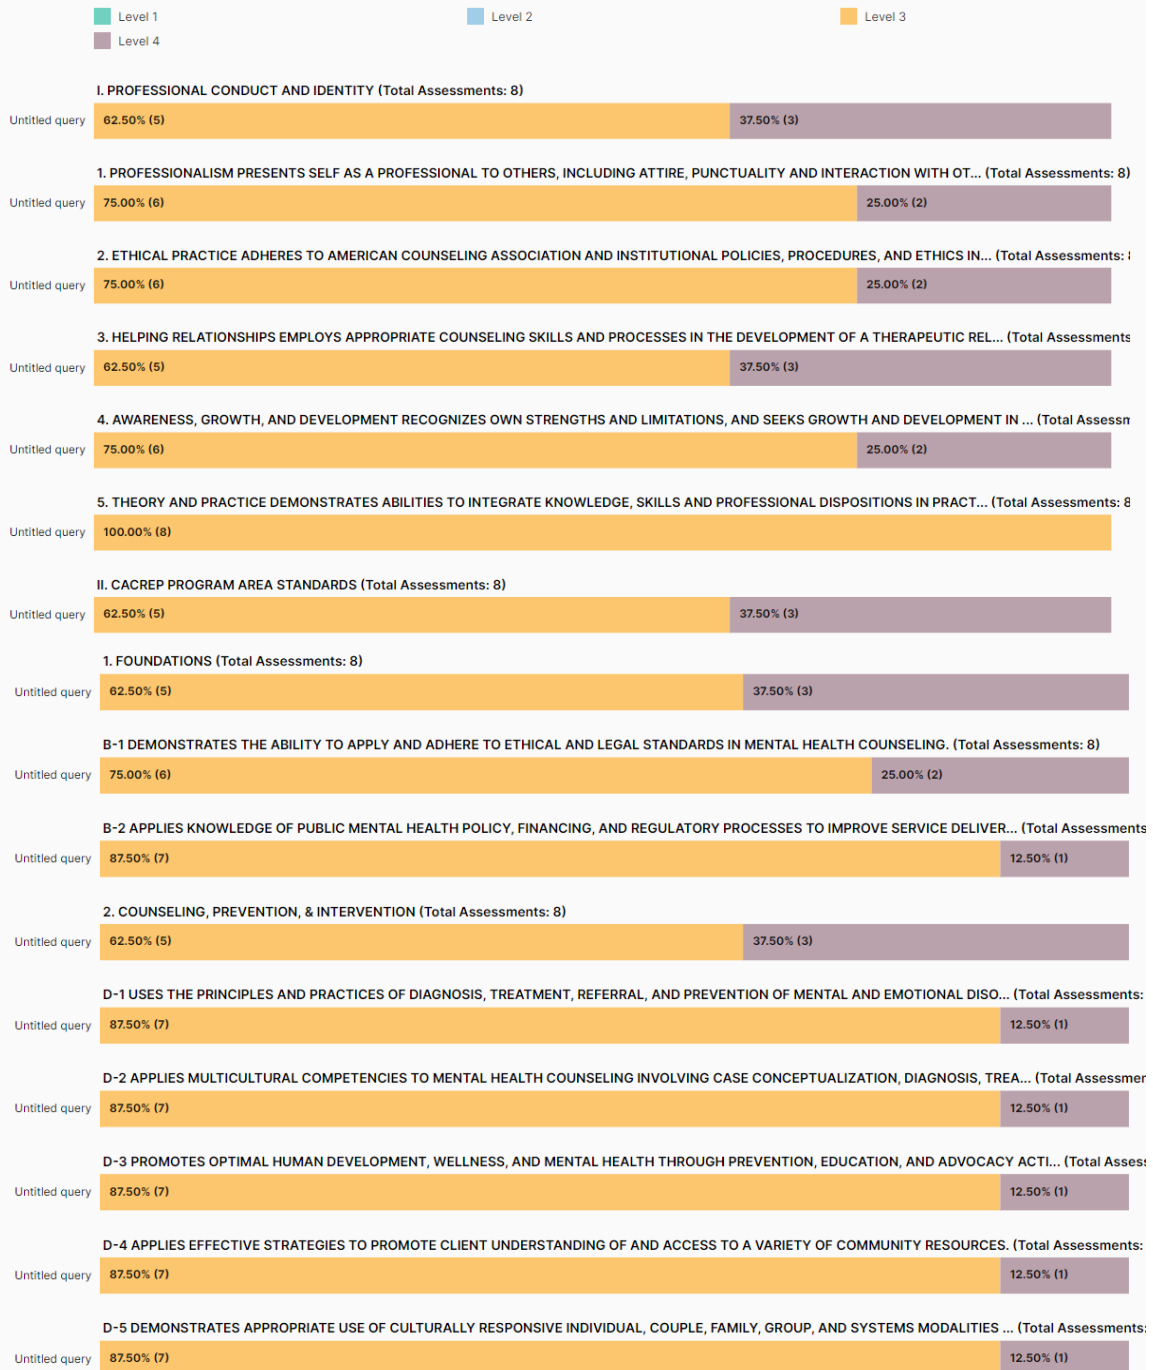 Level 1 Level 2 Level 3
Level 4
I. PROFESSIONAL CONDUCT AND IDENTITY (Total Assessments: 8)
Untitled query 62.50% (5) 37.50% (3)
1. PROFESSIONALISM PRESENTS SELF AS A PROFESSIONAL TO OTHERS, INCLUDING ATTIRE, PUNCTUALITY AND INTERACTION WITH OT... (Total Assessments: 8)
Untitled query 75.00% (6) 25.00% (2)
2. ETHICAL PRACTICE ADHERES TO AMERICAN COUNSELING ASSOCIATION AND INSTITUTIONAL POLICIES, PROCEDURES, AND ETHICS IN... (Total Assessments:
Untitled query 75.00% (6) 25.00% (2)
3. HELPING RELATIONSHIPS EMPLOYS APPROPRIATE COUNSELING SKILLS AND PROCESSES IN THE DEVELOPMENT OF A THERAPEUTIC REL... (Total Assessments
Untitled query 62.50% (5) 37.50% (3)
4. AWARENESS, GROWTH, AND DEVELOPMENT RECOGNIZES OWN STRENGTHS AND LIMITATIONS, AND SEEKS GROWTH AND DEVELOPMENT IN ... (Total Assessm
Untitled query 75.00% (6) 25.00% (2)
5. THEORY AND PRACTICE DEMONSTRATES ABILITIES TO INTEGRATE KNOWLEDGE, SKILLS AND PROFESSIONAL DISPOSITIONS IN PRACT... (Total Assessments: 8
Untitled query 100.00% (8)
II. CACREP PROGRAM AREA STANDARDS (Total Assessments: 8)
Untitled query 62.50% (5) 37.50% (3)
1. FOUNDATIONS (Total Assessments: 8)
Untitled query 62.50% (5) 37.50% (3)
B-1 DEMONSTRATES THE ABILITY TO APPLY AND ADHERE TO ETHICAL AND LEGAL STANDARDS IN MENTAL HEALTH COUNSELING. (Total Assessments: 8)
Untitled query 75.00% (6) 25.00% (2)
B-2 APPLIES KNOWLEDGE OF PUBLIC MENTAL HEALTH POLICY, FINANCING, AND REGULATORY PROCESSES TO IMPROVE SERVICE DELIVER... (Total Assessments
Untitled query 87.50% (7) 12.50% (1)
2. COUNSELING, PREVENTION, & INTERVENTION (Total Assessments: 8)
Untitled query 62.50% (5) 37.50% (3)
D-1 USES THE PRINCIPLES AND PRACTICES OF DIAGNOSIS, TREATMENT, REFERRAL, AND PREVENTION OF MENTAL AND EMOTIONAL DISO... (Total Assessments:
Untitled query 87.50% (7) 12.50% (1)
D-2 APPLIES MULTICULTURAL COMPETENCIES TO MENTAL HEALTH COUNSELING INVOLVING CASE CONCEPTUALIZATION, DIAGNOSIS, TREA... (Total Assessmen
Untitled query 87.50% (7) 12.50% (1)
D-3 PROMOTES OPTIMAL HUMAN DEVELOPMENT, WELLNESS, AND MENTAL HEALTH THROUGH PREVENTION, EDUCATION, AND ADVOCACY ACTI... (Total Assess
Untitled query 87.50% (7) 12.50% (1)
D-4 APPLIES EFFECTIVE STRATEGIES TO PROMOTE CLIENT UNDERSTANDING OF AND ACCESS TO A VARIETY OF COMMUNITY RESOURCES. (Total Assessments:
Untitled query 87.50% (7) 12.50% (1)
D-5 DEMONSTRATES APPROPRIATE USE OF CULTURALLY RESPONSIVE INDIVIDUAL, COUPLE, FAMILY, GROUP, AND SYSTEMS MODALITIES ... (Total Assessments:
Untitled query 87.50% (7) 12.50% (1)